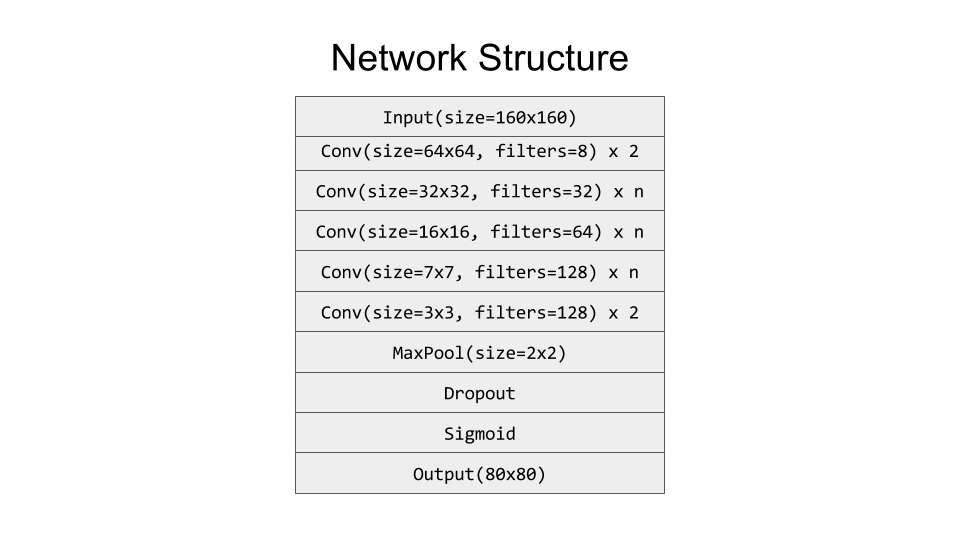 Network Structure
Input(size=160x160)
Conv(size=64x64, filters=8) x 2
Conv(size=32x32, filters=32) x n
Conv(size=16x16, filters=64) x n
Conv(size=7x7, filters=128) x n
Conv(size=3x3, filters=128) x 2
MaxPool(size=2x2)
Dropout
Sigmoid
Output(80x80)